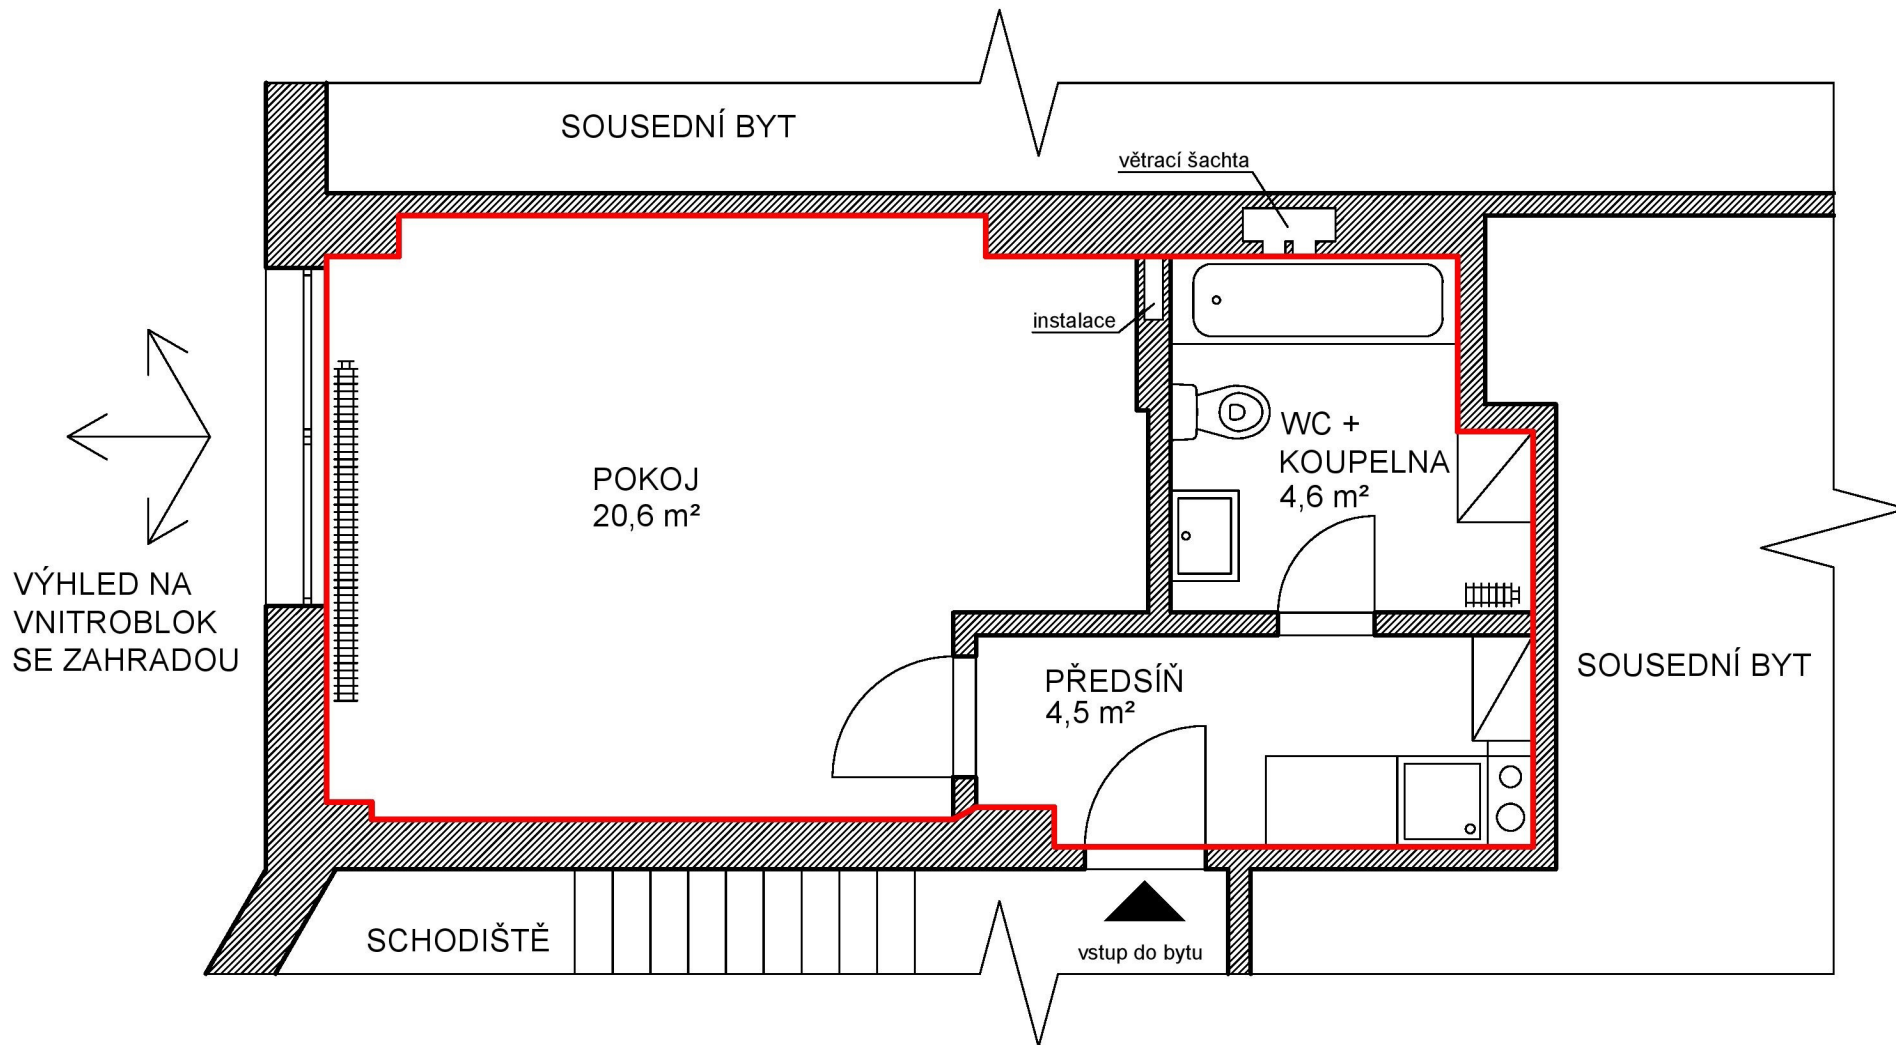 SOUSEDNÍ BYT
větrací šachta
instalace
WC +
KOUPELNA
4,6 m²
POKOJ
20,6 m²
VÝHLED NA
VNITROBLOK
SE ZAHRADOU
PŘEDSÍŇ
4,5 m²
SOUSEDNÍ BYT
SCHODIŠTĚ
vstup do bytu